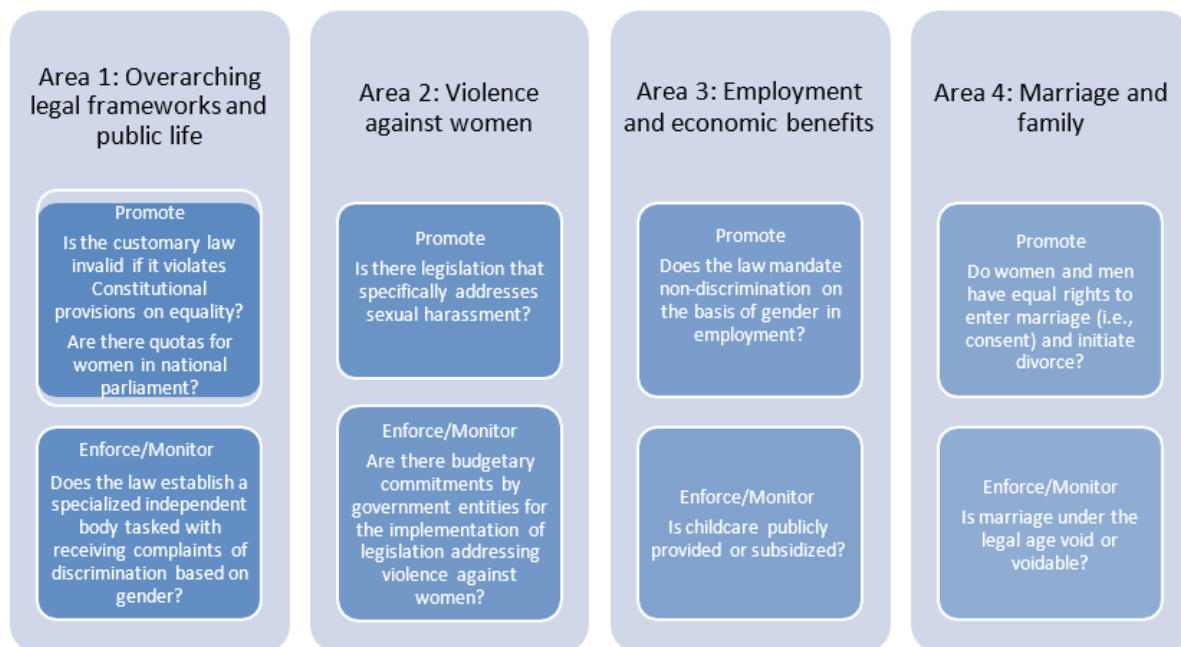 Area 1: Overarching
legal frameworks and
public life
Promote
Is the customary law
invalid if it violates
Constitutional
provisions on equality?
Are there quotas for
women in national
parliament?
Enforce/Monitor
Does the law establish a
specialized independent
body tasked with
receiving complaints of
discrimination based on
gender?
Area 2: Violence
against women
Promote
Is there legislation that
specifically addresses
sexual harassment?
Enforce/Monitor
Are there budgetary
commitments by
government entities for
the implementation of
legislation addressing
violence against
women?
Area 3: Employment
and economic benefits
Promote
Does the law mandate
non-discrimination on
the basis of gender in
employment?
Enforce/Monitor
Is childcare publicly
provided or subsidized?
Area 4: Marriage and
family
Promote
Do women and men
have equal rights to
enter marriage (i.e.,
consent) and initiate
divorce?
Enforce/Monitor
Is marriage under the
legal age void or
voidable?